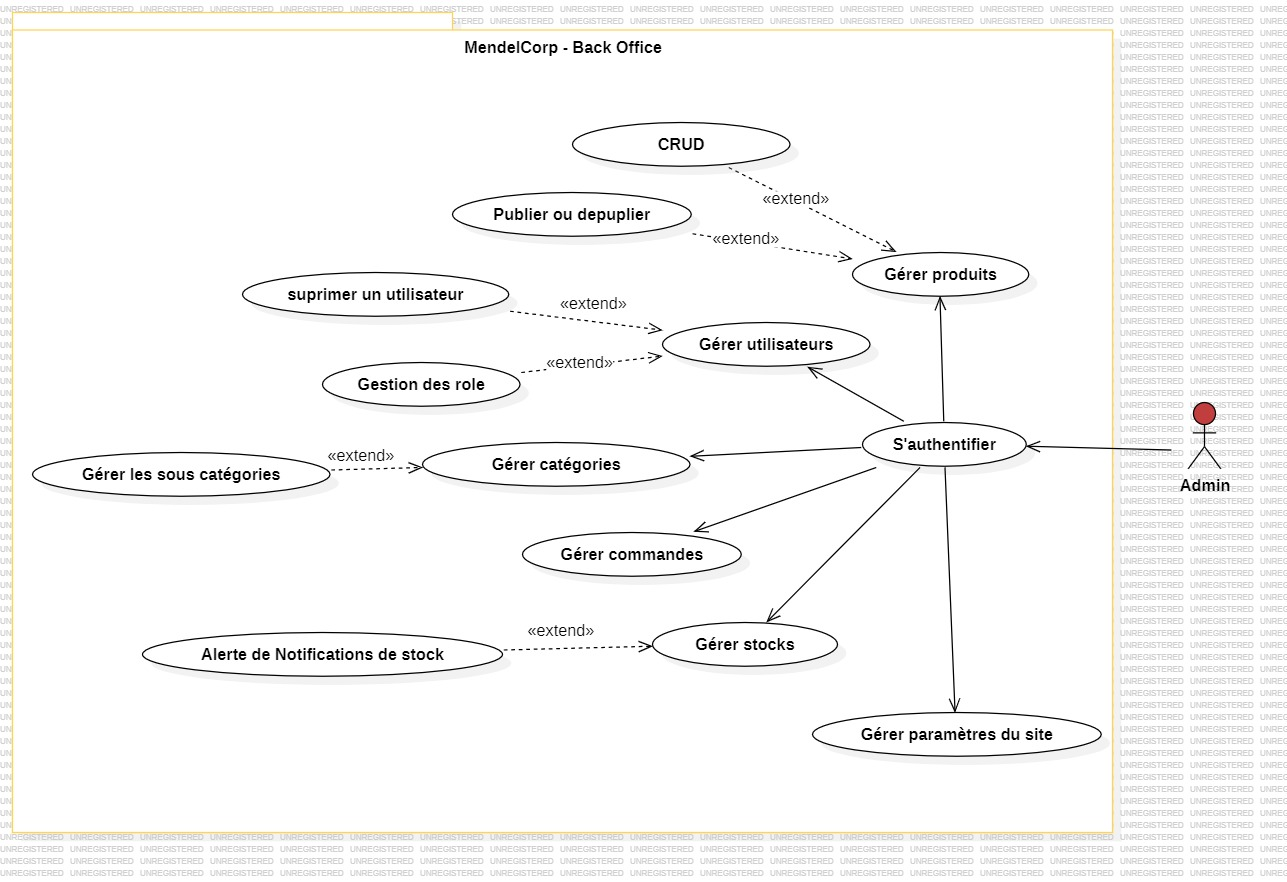 MendelCorp - Back Office
CRUD
«extend»
Publier ou depuplier
«extend»
Gérer produits
suprimer un utilisateur
«extend»
Gérer utilisateurs
«extend»
Gestion des role
S'authentifier
«extend»
Gérer catégories
Gérer les sous catégories
Admin
Gérer commandes
«extend»
Gérer stocks
Alerte de Notifications de stock
Gérer paramètres du site
UNREGISTERED